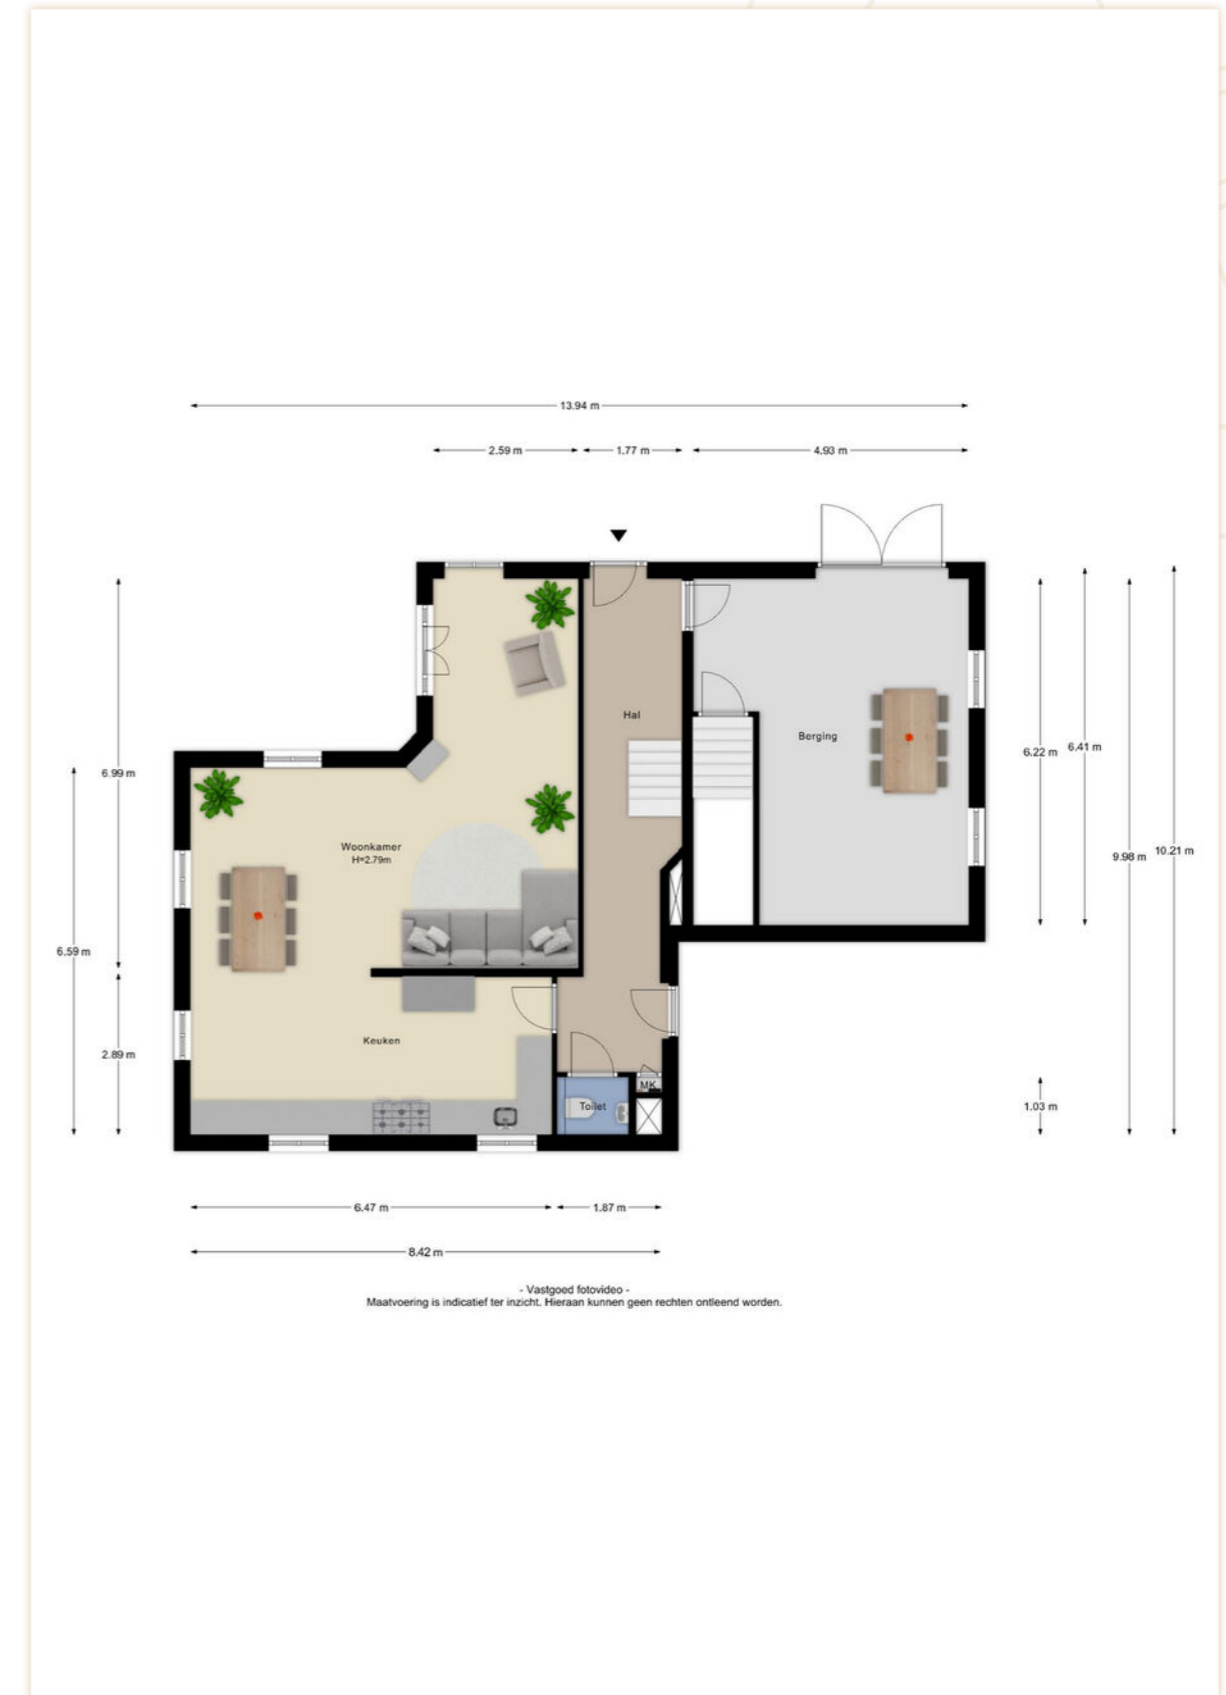 13.94 m
2.59 m
1.77 m
4.93 m
Hal
Berging
6.22 m
6.41 m
6.99 m
Woonkamer
H=2.79m
9.98 m
10.21 m
6.59 m
Keuken
2.89 m
MK
Toilet
1.03 m
6.47 m
1.87 m
8.42 m
- Vastgoed fotovideo -
Maatvoering is indicatief ter inzicht. Hieraan kunnen geen rechten ontleend worden.